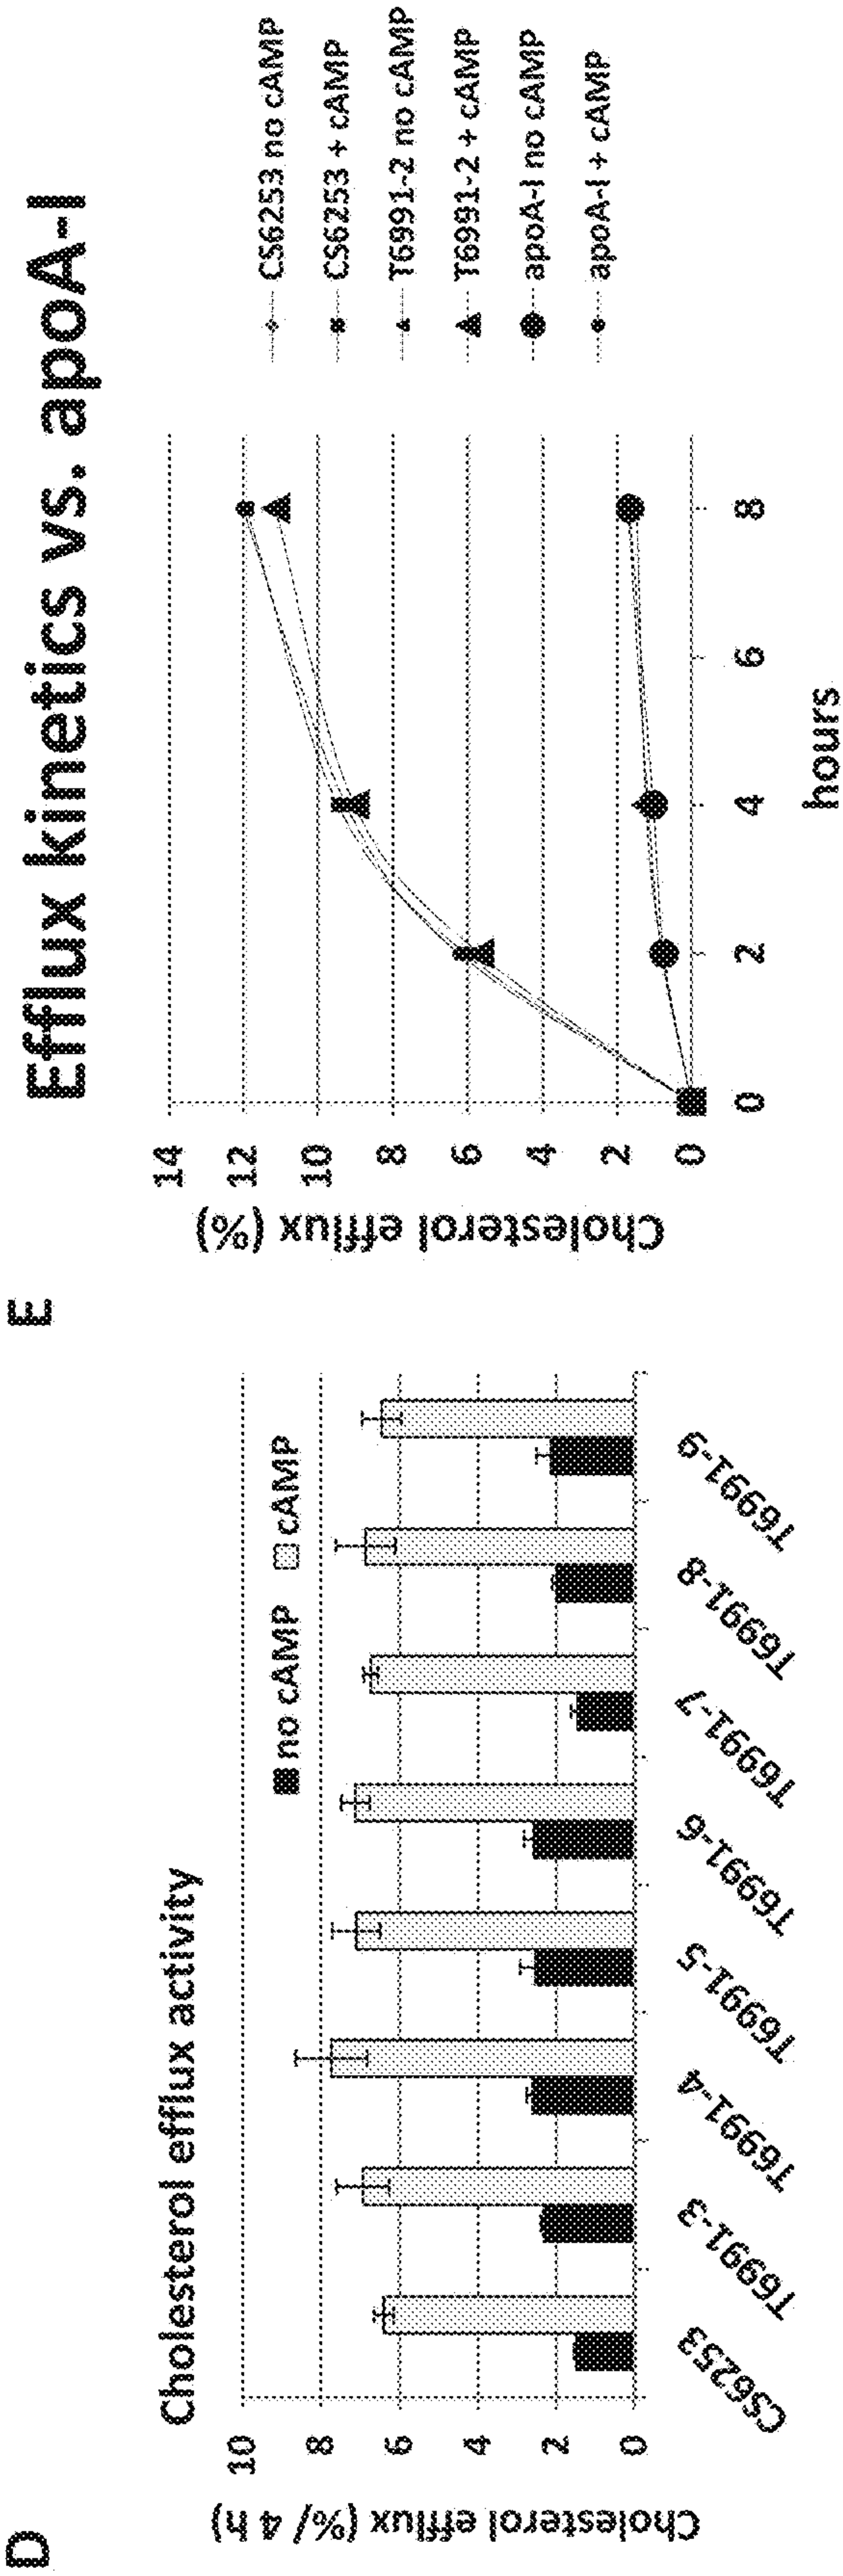 D
Cholesterol efflux activity
no cAMP cAMP
Cholesterol efflux (%/ 4 h)
10
8
6
4
2
0
CS6253
T6991-3
T6991-4
T6991-5
T6991-6
T6991-7
T6991-8
T6991-9
E
Efflux kinetics vs. apoA-I
Cholesterol efflux (%)
14
12
10
8
6
4
2
0
0 2 4 6 8
hours
CS6253 no cAMP
CS6253 + cAMP
T6991-2 no cAMP
T6991-2 + cAMP
apoA-I no cAMP
apoA-I + cAMP